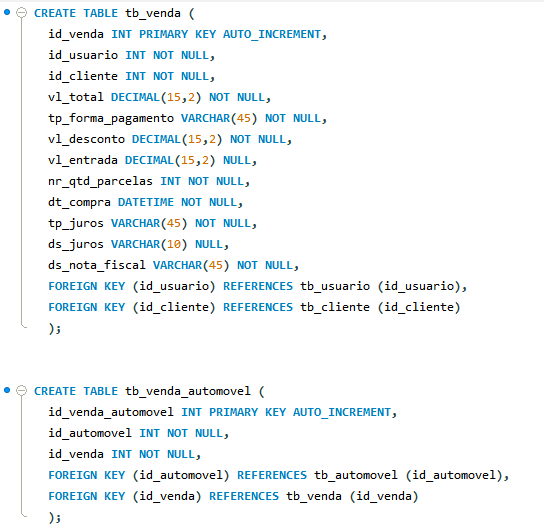 CREATE TABLE tb_venda (
id_venda INT PRIMARY KEY AUTO_INCREMENT,
id_usuario INT NOT NULL,
id_cliente INT NOT NULL,
vl_total DECIMAL(15,2) NOT NULL,
tp_forma_pagamento VARCHAR(45) NOT NULL,
vl_desconto DECIMAL(15,2) NOT NULL,
vl_entrada DECIMAL(15,2) NULL,
nr_qtd_parcelas INT NOT NULL,
dt_compra DATETIME NOT NULL,
tp_juros VARCHAR(45) NOT NULL,
ds_juros VARCHAR(10) NULL,
ds_nota_fiscal VARCHAR(45) NOT NULL,
FOREIGN KEY (id_usuario) REFERENCES tb_usuario (id_usuario),
FOREIGN KEY (id_cliente) REFERENCES tb_cliente (id_cliente)
);
CREATE TABLE tb_venda_automovel (
id_venda_automovel INT PRIMARY KEY AUTO_INCREMENT,
id_automovel INT NOT NULL,
id_venda INT NOT NULL,
FOREIGN KEY (id_automovel) REFERENCES tb_automovel (id_automovel),
FOREIGN KEY (id_venda) REFERENCES tb_venda (id_venda)
);